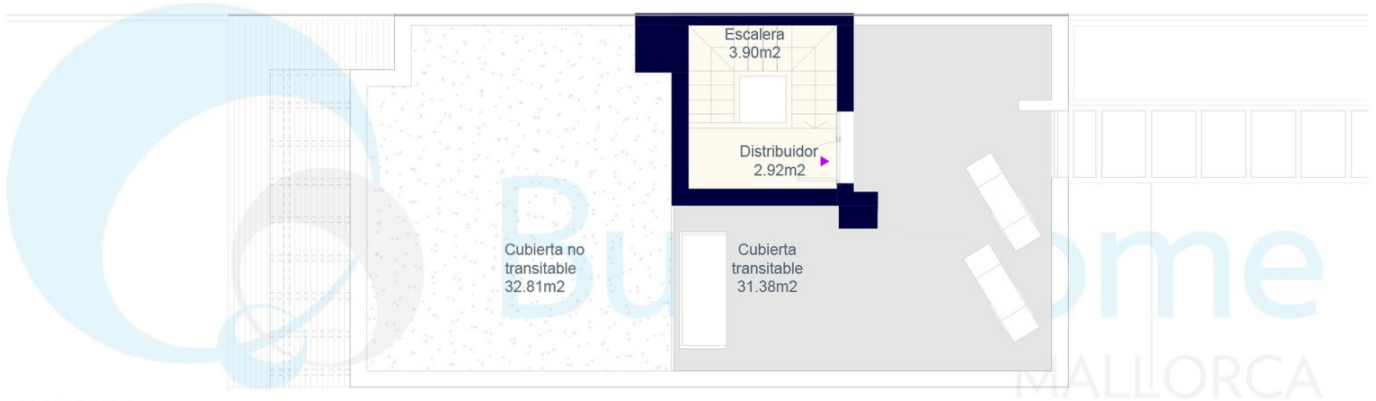 Escalera
3.90m2
Distribuidor
2.92m2
Cubierta no
transitable
32.81m2
Cubierta
transitable
31.38m2
MALLORCA